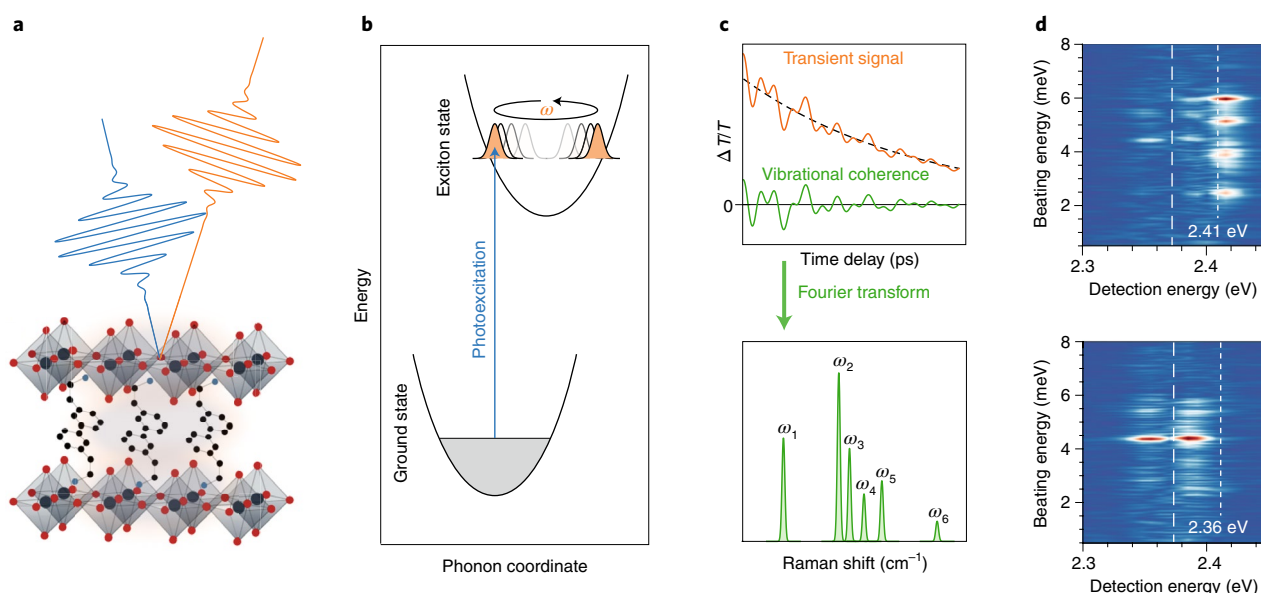 a
b
Energy
Ground state
Exciton state
ω
Photoexcitation
Phonon coordinate
c
Transient signal
Δ T/T
Vibrational coherence
0
Time delay (ps)
Fourier transform
ω1
ω2
ω3
ω4
ω5
ω6
Raman shift (cm−1)
d
Beating energy (meV)
8
6
4
2
2.41 eV
2.3
2.4
Detection energy (eV)
Beating energy (meV)
8
6
4
2
2.36 eV
2.3
2.4
Detection energy (eV)